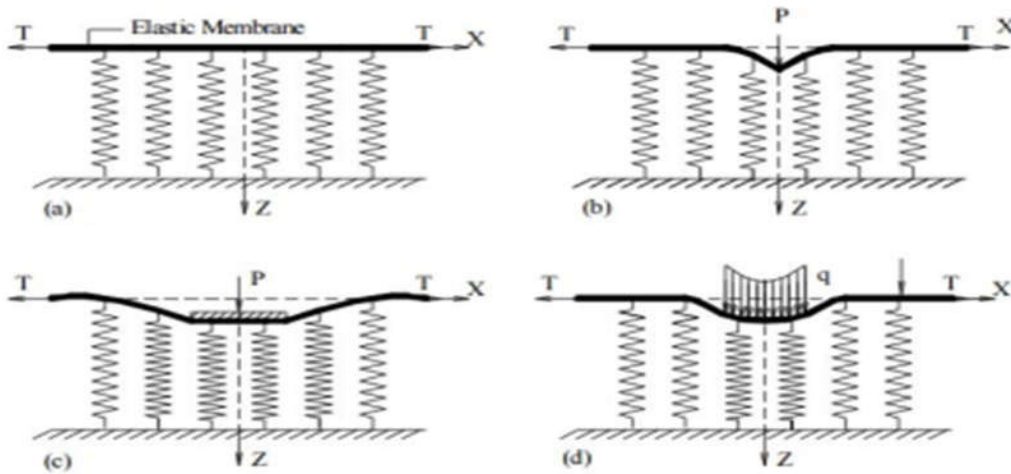 T Elastic Membrane T X
(a) Z
P
T T X
(b) Z
T P T X
(c) Z
T q T X
(d) Z